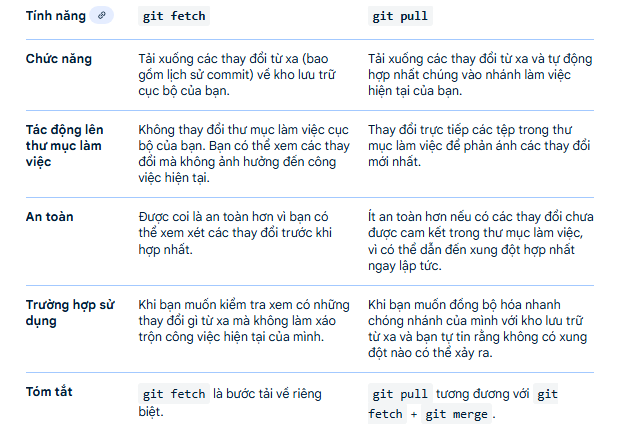 Tính năng git fetch git pull
Chức năng
Tải xuống các thay đổi từ xa (bao
gồm lịch sử commit) về kho lưu trữ
cục bộ của bạn.
Tải xuống các thay đổi từ xa và tự động
hợp nhất chúng vào nhánh làm việc
hiện tại của bạn.
Tác động lên
thư mục làm
việc
Không thay đổi thư mục làm việc cục
bộ của bạn. Bạn có thể xem các thay
đổi mà không ảnh hưởng đến công
việc hiện tại.
Thay đổi trực tiếp các tệp trong thư
mục làm việc để phản ánh các thay đổi
mới nhất.
An toàn
Được coi là an toàn hơn vì bạn có
thể xem xét các thay đổi trước khi
hợp nhất.
Ít an toàn hơn nếu có các thay đổi chưa
được cam kết trong thư mục làm việc,
vì có thể dẫn đến xung đột hợp nhất
ngay lập tức.
Trường hợp sử
dụng
Khi bạn muốn kiểm tra xem có những
thay đổi gì từ xa mà không làm xáo
trộn công việc hiện tại của mình.
Khi bạn muốn đồng bộ hóa nhanh
chóng nhánh của mình với kho lưu trữ
từ xa và bạn tự tin rằng không có xung
đột nào có thể xảy ra.
Tóm tắt
git fetch là bước tải về riêng
biệt.
git pull tương đương với git
fetch + git merge.